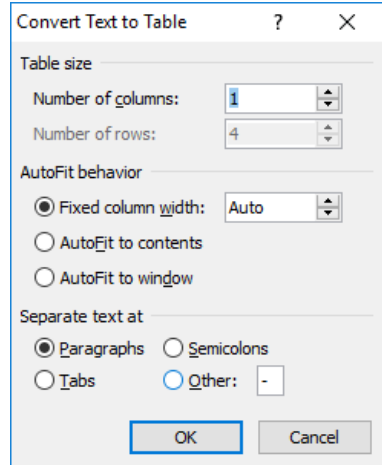 Convert Text to Table ?
Table size
Number of columns: 1
Number of rows: 4
AutoFit behavior
Fixed column width: Auto
AutoFit to contents
AutoFit to window
Separate text at
Paragraphs Semicolons
Tabs Other: -
OK Cancel